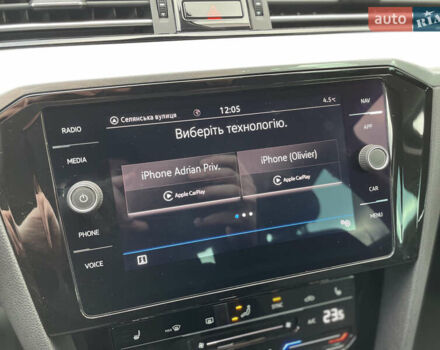 auto RIA
Селянська вулиця 12:05 4.5°C
Виберіть технологію.
iPhone Adrian Priv.
Apple CarPlay
iPhone (Olivier)
Apple CarPlay
RADIO
MEDIA
PHONE
VOICE
NAV
APP
CAR
MENU
MAX
A/C
23.5